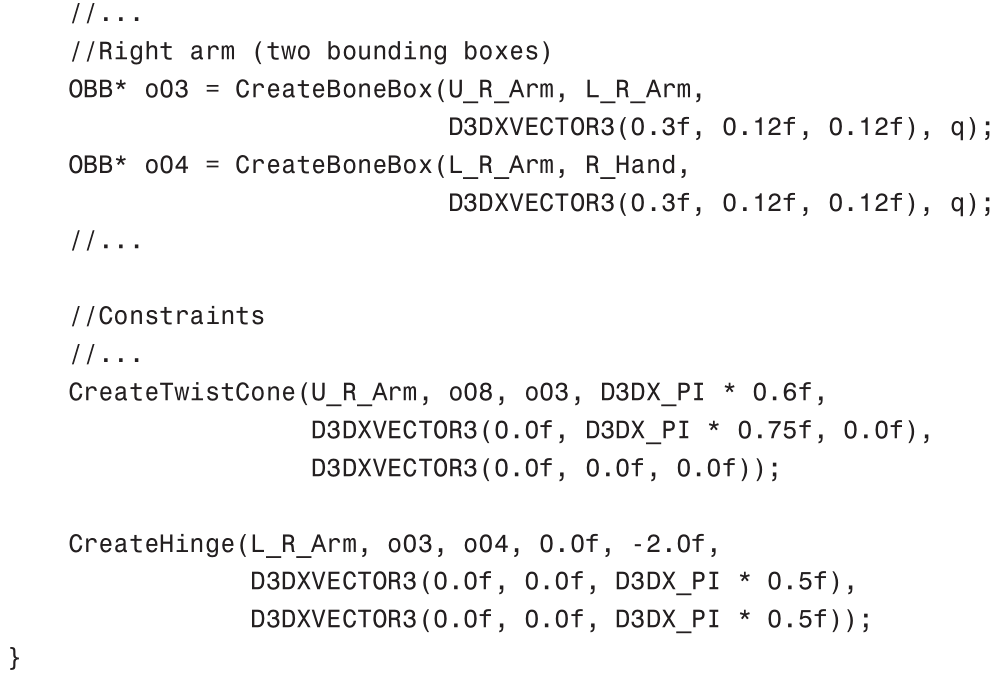 //...
//Right arm (two bounding boxes)
OBB* o03 = CreateBoneBox(U_R_Arm, L_R_Arm,
D3DXVECTOR3(0.3f, 0.12f, 0.12f), q);
OBB* o04 = CreateBoneBox(L_R_Arm, R_Hand,
D3DXVECTOR3(0.3f, 0.12f, 0.12f), q);
//...
//Constraints
//...
CreateTwistCone(U_R_Arm, o08, o03, D3DX_PI * 0.6f,
D3DXVECTOR3(0.0f, D3DX_PI * 0.75f, 0.0f),
D3DXVECTOR3(0.0f, 0.0f, 0.0f));
CreateHinge(L_R_Arm, o03, o04, 0.0f, -2.0f,
D3DXVECTOR3(0.0f, 0.0f, D3DX_PI * 0.5f),
D3DXVECTOR3(0.0f, 0.0f, D3DX_PI * 0.5f));
}